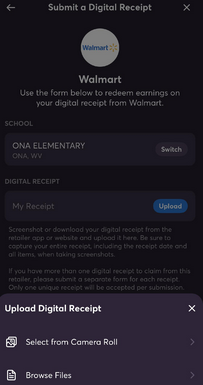 Submit a Digital Receipt
Walmart
Walmart
Use the form below to redeem earnings on
your digital receipt from Walmart.
SCHOOL
ONA ELEMENTARY
ONA, WV
Switch
DIGITAL RECEIPT
My Receipt
Upload
Screenshot or download your digital receipt from the
retailer app or website and upload it here. Be sure to
capture your entire receipt, including the receipt date and
all items, when taking screenshots.
If you have more than one digital receipt to claim from this
retailer, please submit a separate form for each receipt.
Only one unique receipt will be accepted per submission.
Upload Digital Receipt
Select from Camera Roll
Browse Files